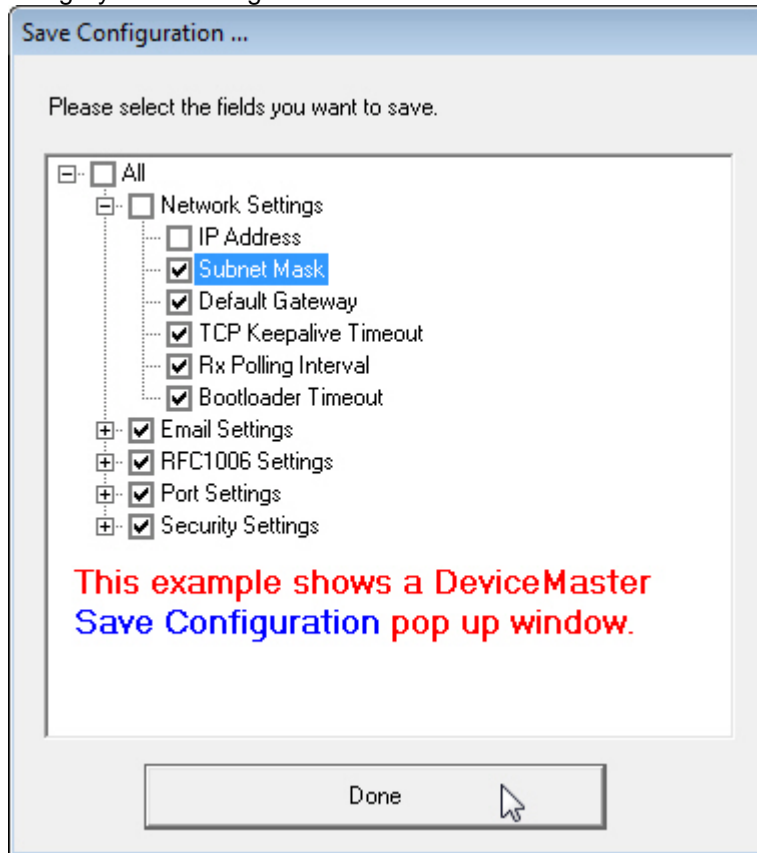 Save Configuration ...
Please select the fields you want to save.
All
Network Settings
IP Address
Subnet Mask
Default Gateway
TCP Keepalive Timeout
Rx Polling Interval
Bootloader Timeout
Email Settings
RFC1006 Settings
Port Settings
Security Settings
This example shows a DeviceMaster
Save Configuration pop up window.
Done